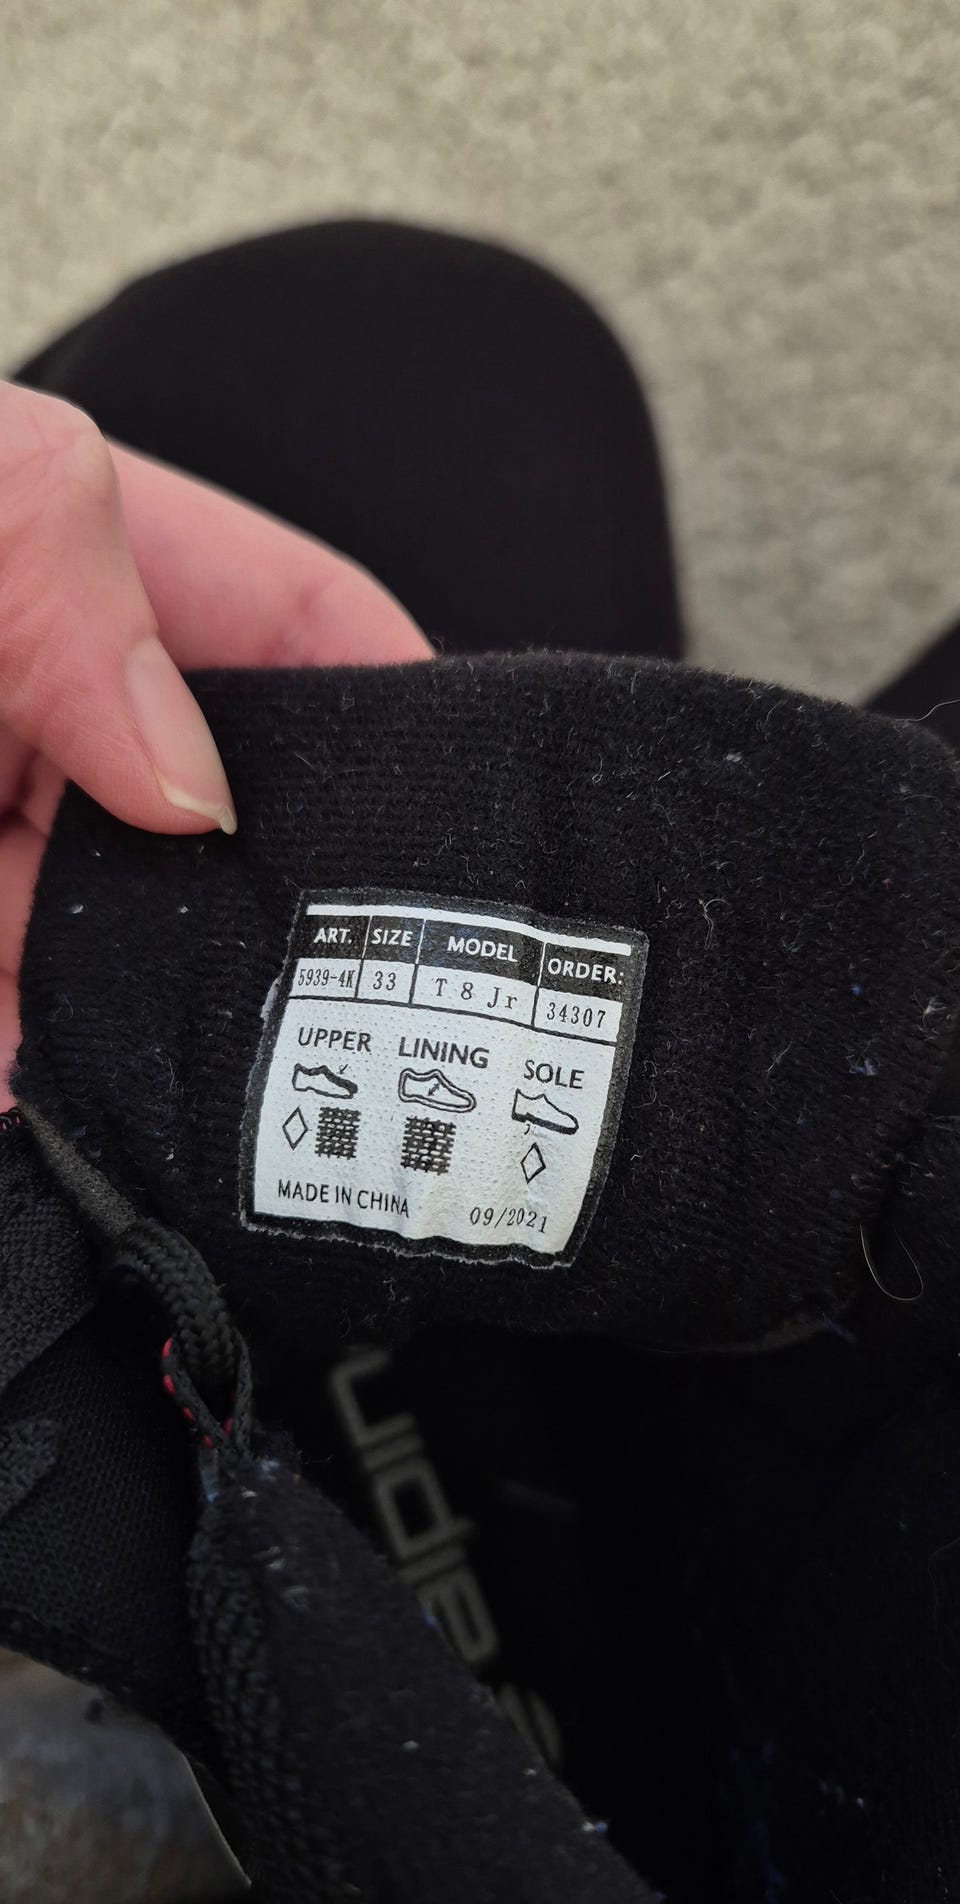 ART. SIZE MODEL ORDER:
5939-4K 33 T 8 Jr 34307
UPPER LINING SOLE
MADE IN CHINA 09/2021